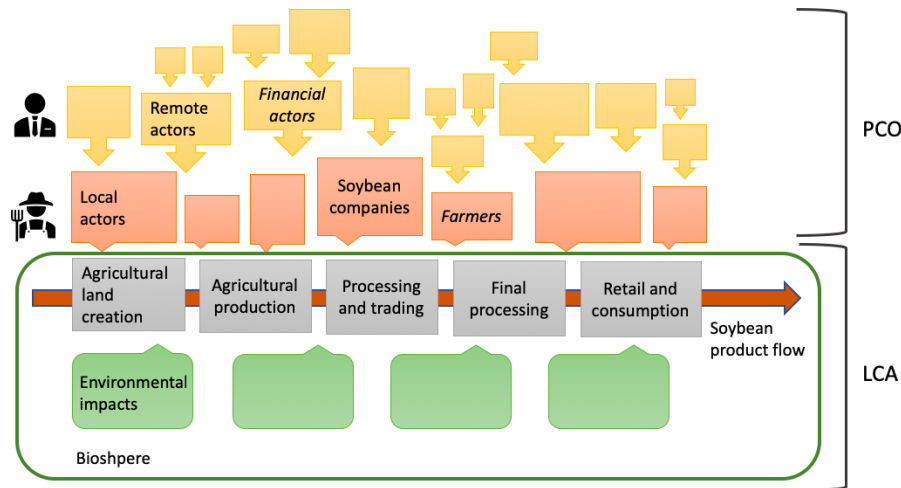 Remote
actors
Financial
actors
PCO
Local
actors
Soybean
companies
Farmers
Agricultural
land
creation
Agricultural
production
Processing
and trading
Final
processing
Retail and
consumption
Soybean
product flow
Environmental
impacts
LCA
Bioshpere